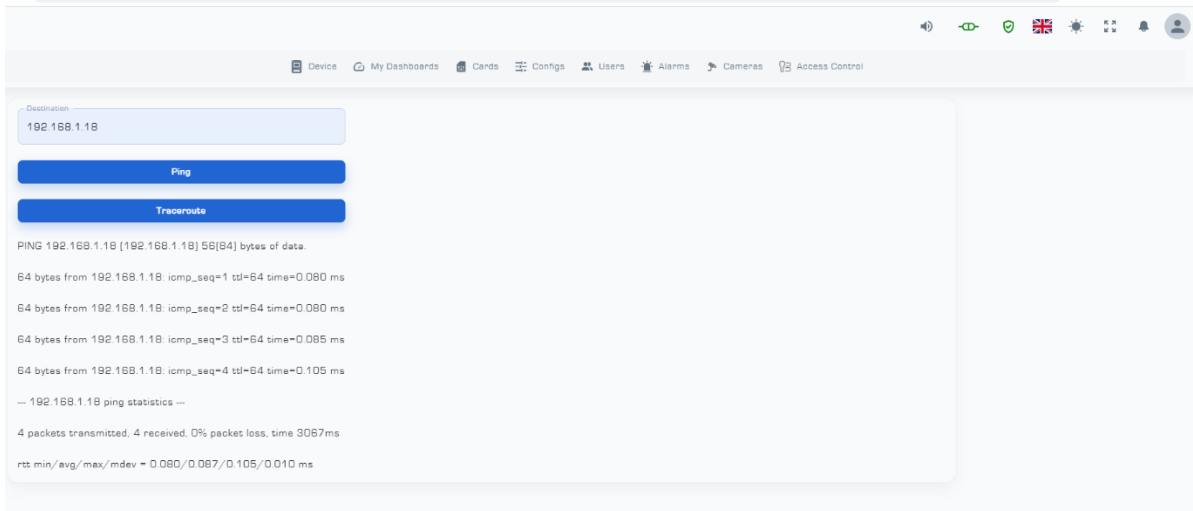 Device My Dashboards Cards Configs Users Alarms Cameras Access Control
Destination
192.168.1.18
Ping
Traceroute
PING 192.168.1.18 (192.168.1.18) 56(84) bytes of data.
64 bytes from 192.168.1.18: icmp_seq=1 ttl=64 time=0.080 ms
64 bytes from 192.168.1.18: icmp_seq=2 ttl=64 time=0.080 ms
64 bytes from 192.168.1.18: icmp_seq=3 ttl=64 time=0.085 ms
64 bytes from 192.168.1.18: icmp_seq=4 ttl=64 time=0.105 ms
--- 192.168.1.18 ping statistics ---
4 packets transmitted, 4 received, 0% packet loss, time 3067ms
rtt min/avg/max/mdev = 0.080/0.087/0.105/0.010 ms